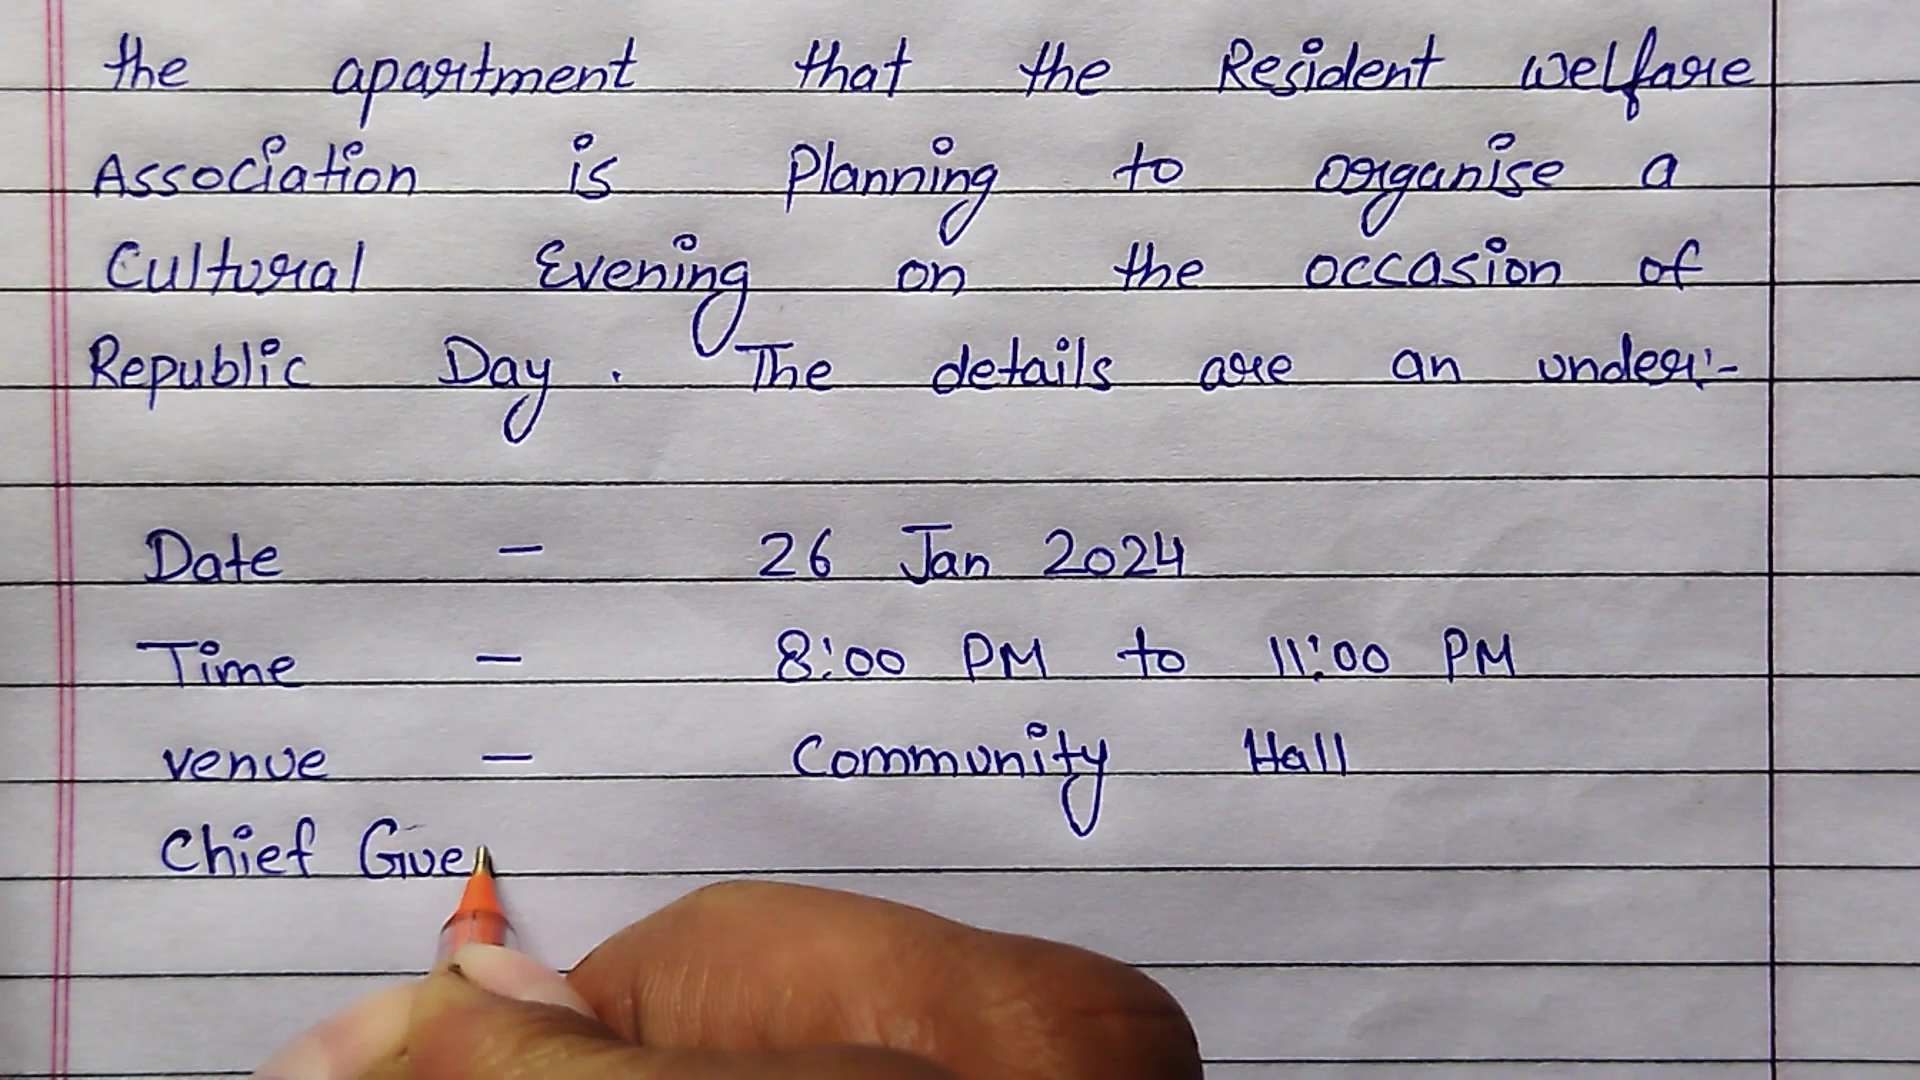 the apartment that the Resident welfare
Association is Planning to organise a
Cultural Evening on the occasion of
Republic Day. The details are an under:-
Date - 26 Jan 2024
Time - 8:00 PM to 11:00 PM
venue - Community Hall
Chief Gue